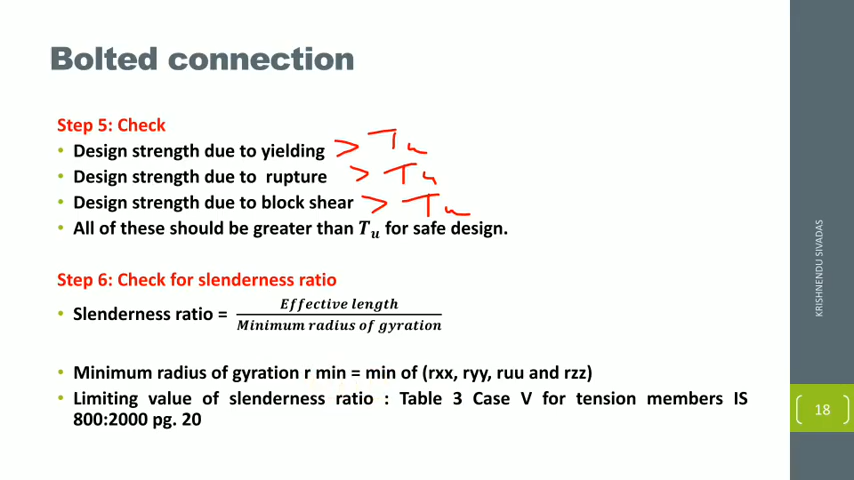 Bolted connection
Step 5: Check
• Design strength due to yielding > Tu
• Design strength due to rupture > Tu
• Design strength due to block shear > Tu
• All of these should be greater than 𝑻𝒖 for safe design.
Step 6: Check for slenderness ratio
• Slenderness ratio = Effective length / Minimum radius of gyration
• Minimum radius of gyration r min = min of (rxx, ryy, ruu and rzz)
• Limiting value of slenderness ratio : Table 3 Case V for tension members IS
800:2000 pg. 20
KRISHNENDU SIVADAS
18